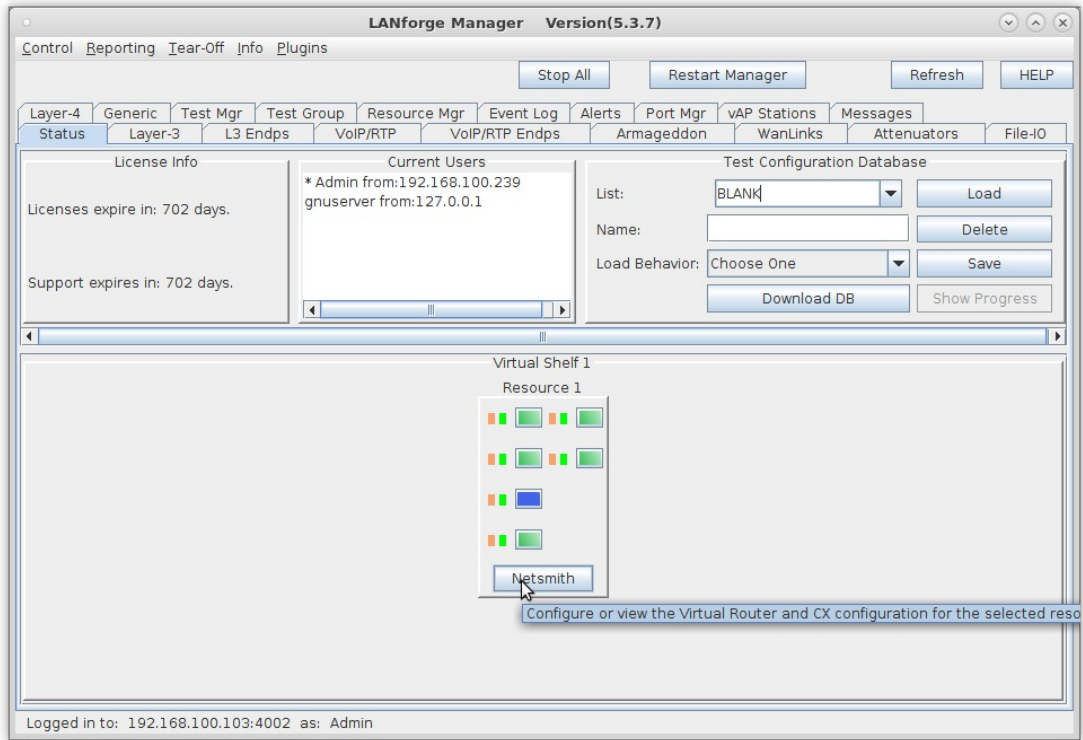 LANforge Manager Version(5.3.7)
Control Reporting Tear-Off Info Plugins
Stop All Restart Manager Refresh HELP
Layer-4 Generic Test Mgr Test Group Resource Mgr Event Log Alerts Port Mgr vAP Stations Messages
Status Layer-3 L3 Endps VoIP/RTP VoIP/RTP Endps Armageddon WanLinks Attenuators File-IO
License Info
Licenses expire in: 702 days.
Support expires in: 702 days.
Current Users
* Admin from:192.168.100.239
gnuserver from:127.0.0.1
Test Configuration Database
List: BLANK Load
Name: Delete
Load Behavior: Choose One Save
Download DB Show Progress
Virtual Shelf 1
Resource 1
Netsmith
Configure or view the Virtual Router and CX configuration for the selected reso
Logged in to: 192.168.100.103:4002 as: Admin